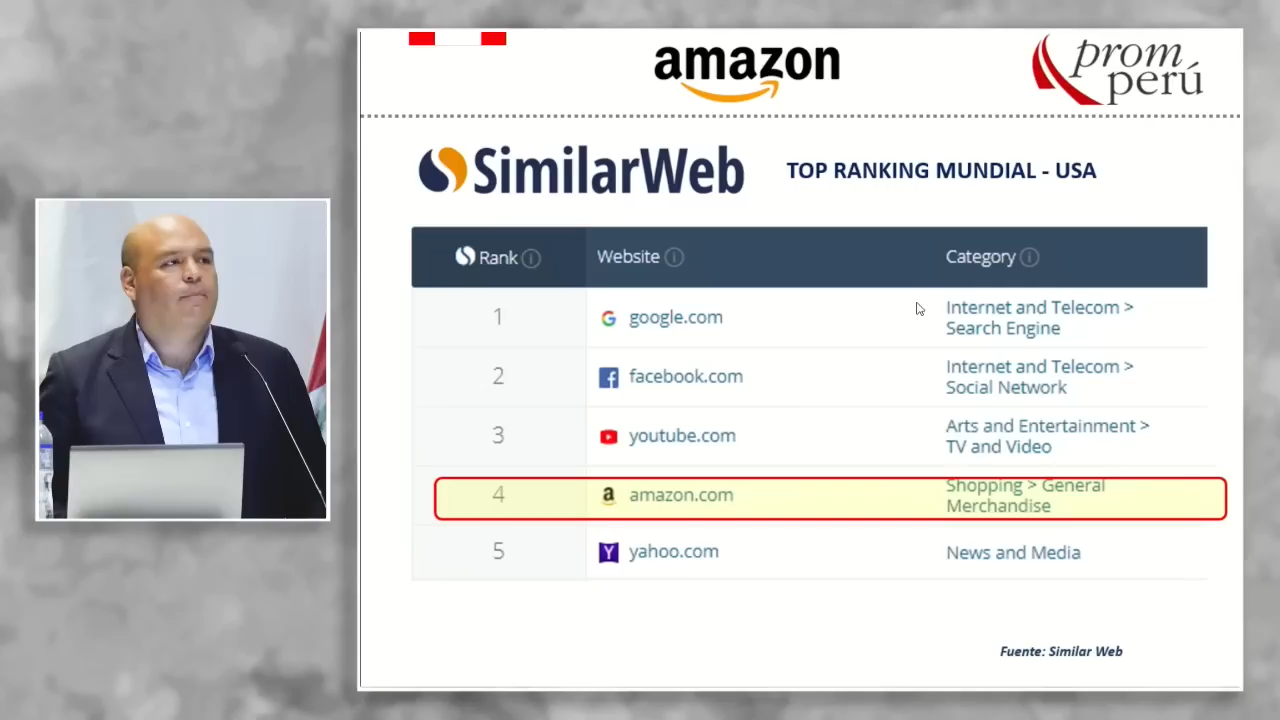 amazon
prom
perú
SimilarWeb
TOP RANKING MUNDIAL - USA
Rank Website Category
1 google.com Internet and Telecom >
Search Engine
2 facebook.com Internet and Telecom >
Social Network
3 youtube.com Arts and Entertainment >
TV and Video
4 amazon.com Shopping > General
Merchandise
5 yahoo.com News and Media
Fuente: Similar Web